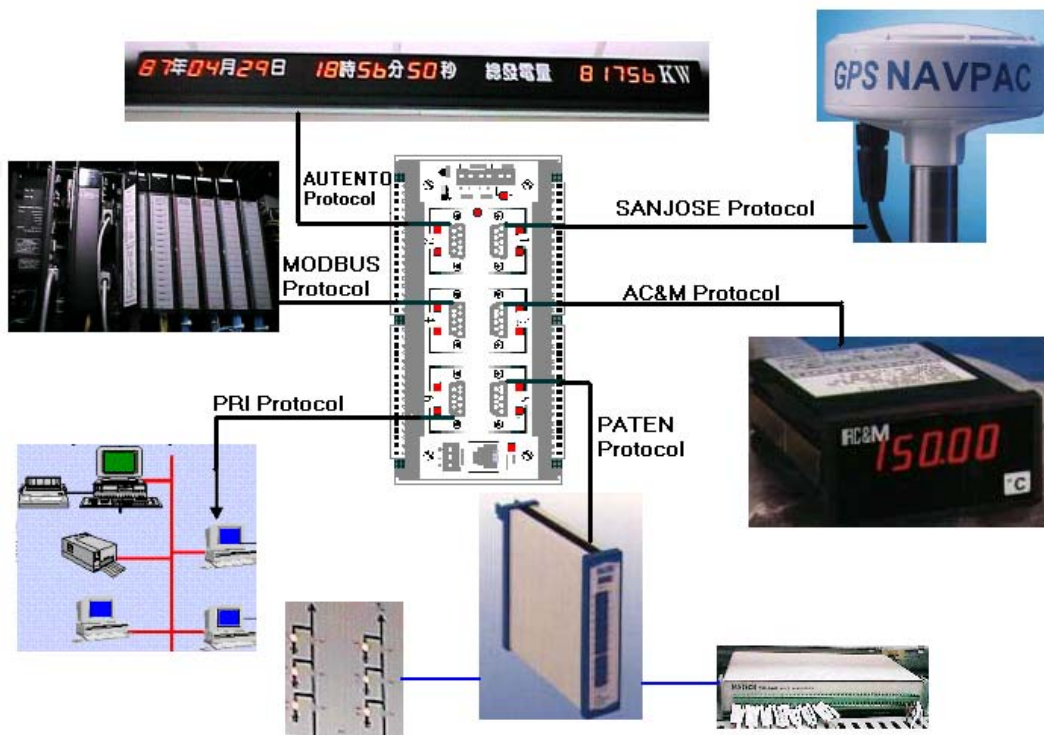 87年04月29日 18時56分50秒 總發電量 81756 KW
GPS NAVPAC
AUTENTO
Protocol
SANJOSE Protocol
MODBUS
Protocol
AC&M Protocol
PRI Protocol
PATEN
Protocol
AC&M
150.00
°C